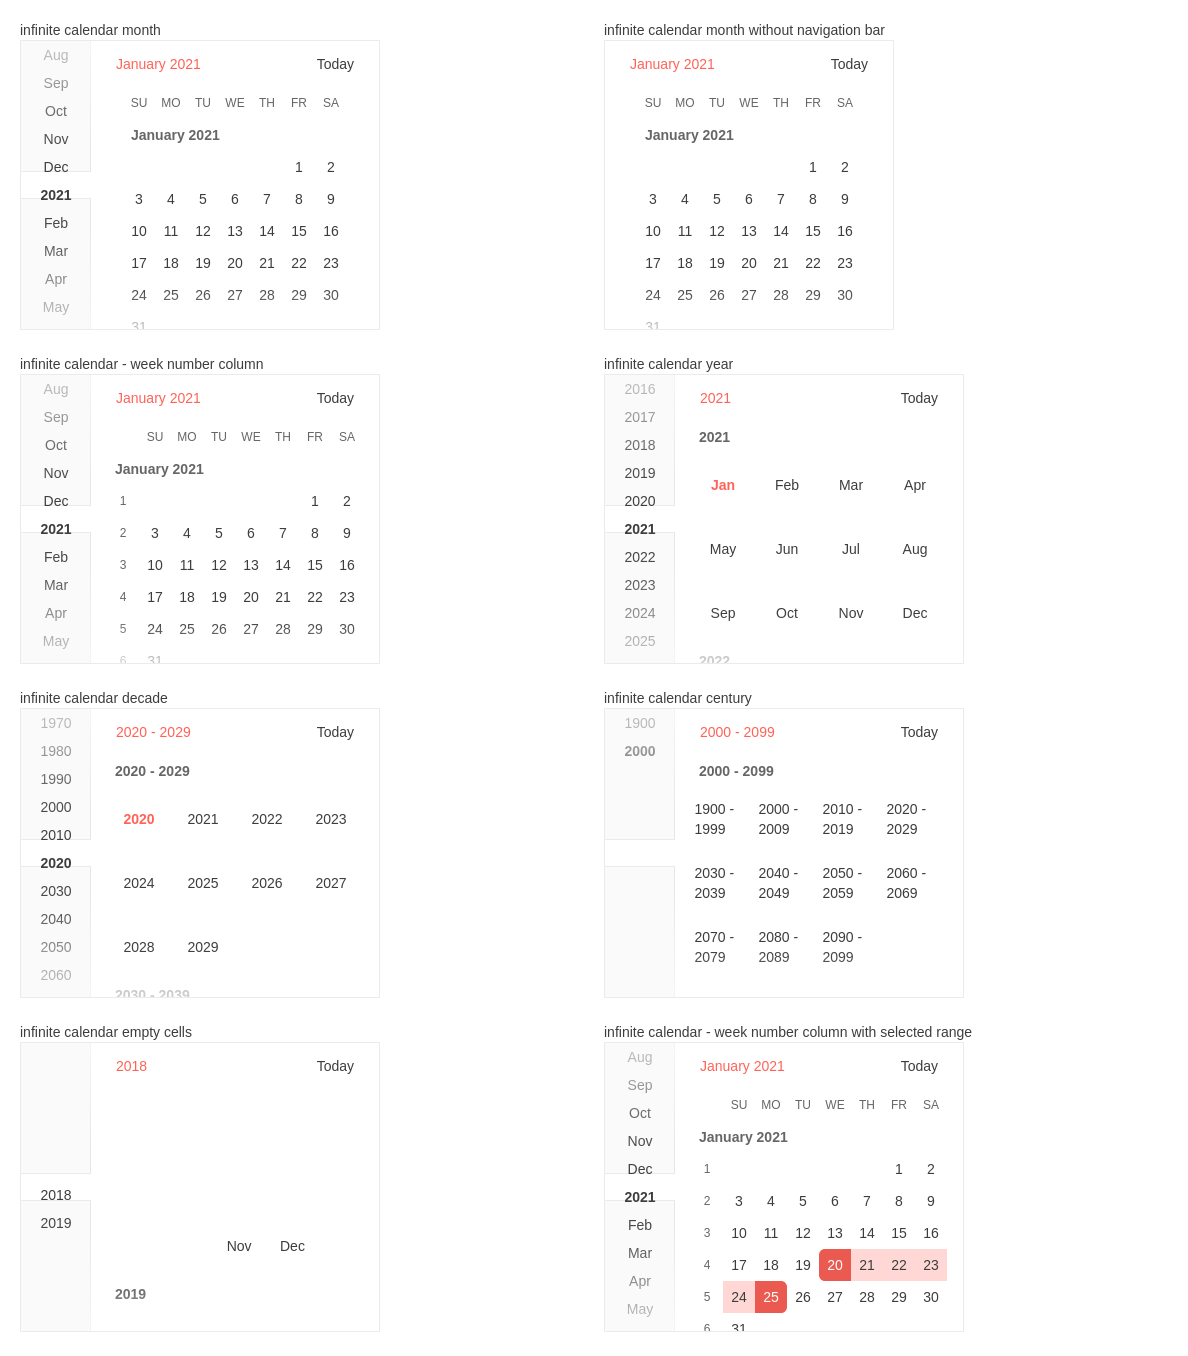 infinite calendar month
Aug
Sep
Oct
Nov
Dec
2021
Feb
Mar
Apr
May
January 2021 Today
SU MO TU WE TH FR SA
January 2021
1 2
3 4 5 6 7 8 9
10 11 12 13 14 15 16
17 18 19 20 21 22 23
24 25 26 27 28 29 30
31
infinite calendar month without navigation bar
January 2021 Today
SU MO TU WE TH FR SA
January 2021
1 2
3 4 5 6 7 8 9
10 11 12 13 14 15 16
17 18 19 20 21 22 23
24 25 26 27 28 29 30
31
infinite calendar - week number column
Aug
Sep
Oct
Nov
Dec
2021
Feb
Mar
Apr
May
January 2021 Today
SU MO TU WE TH FR SA
January 2021
1 1 2
2 3 4 5 6 7 8 9
3 10 11 12 13 14 15 16
4 17 18 19 20 21 22 23
5 24 25 26 27 28 29 30
6 31
infinite calendar year
2016
2017
2018
2019
2020
2021
2022
2023
2024
2025
2021 Today
2021
Jan Feb Mar Apr
May Jun Jul Aug
Sep Oct Nov Dec
2022
infinite calendar decade
1970
1980
1990
2000
2010
2020
2030
2040
2050
2060
2020 - 2029 Today
2020 - 2029
2020 2021 2022 2023
2024 2025 2026 2027
2028 2029
2030 - 2039
infinite calendar century
1900
2000
2000 - 2099 Today
2000 - 2099
1900 - 2000 - 2010 - 2020 -
1999 2009 2019 2029
2030 - 2040 - 2050 - 2060 -
2039 2049 2059 2069
2070 - 2080 - 2090 -
2079 2089 2099
infinite calendar empty cells
2018
2019
2018 Today
Nov Dec
2019
infinite calendar - week number column with selected range
Aug
Sep
Oct
Nov
Dec
2021
Feb
Mar
Apr
May
January 2021 Today
SU MO TU WE TH FR SA
January 2021
1 1 2
2 3 4 5 6 7 8 9
3 10 11 12 13 14 15 16
4 17 18 19 20 21 22 23
5 24 25 26 27 28 29 30
6 31